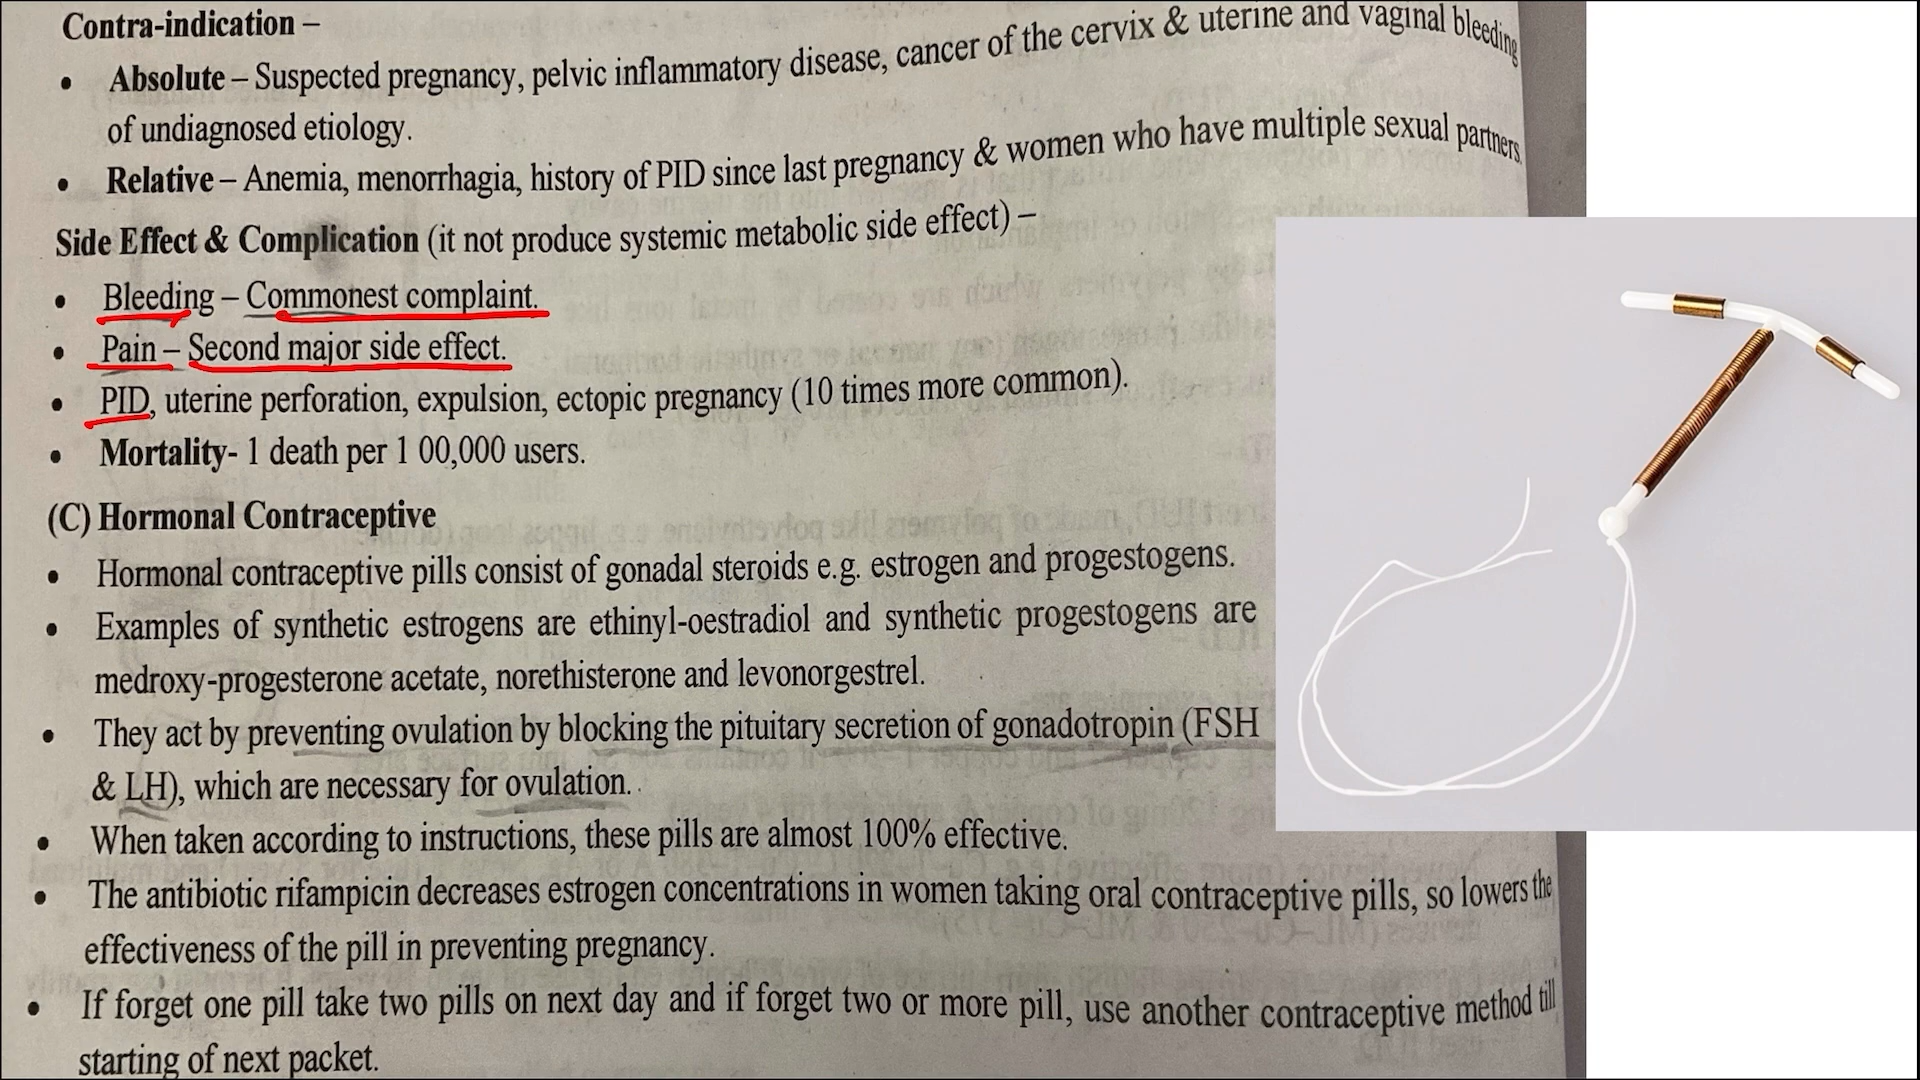 Contra-indication –
• Absolute – Suspected pregnancy, pelvic inflammatory disease, cancer of the cervix & uterine and vaginal bleeding
of undiagnosed etiology.
• Relative – Anemia, menorrhagia, history of PID since last pregnancy & women who have multiple sexual partners.
Side Effect & Complication (it not produce systemic metabolic side effect) –
• Bleeding – Commonest complaint.
• Pain – Second major side effect.
• PID, uterine perforation, expulsion, ectopic pregnancy (10 times more common).
• Mortality- 1 death per 1 00,000 users.
(C) Hormonal Contraceptive
• Hormonal contraceptive pills consist of gonadal steroids e.g. estrogen and progestogens.
• Examples of synthetic estrogens are ethinyl-oestradiol and synthetic progestogens are
medroxy-progesterone acetate, norethisterone and levonorgestrel.
• They act by preventing ovulation by blocking the pituitary secretion of gonadotropin (FSH
& LH), which are necessary for ovulation.
• When taken according to instructions, these pills are almost 100% effective.
• The antibiotic rifampicin decreases estrogen concentrations in women taking oral contraceptive pills, so lowers the
effectiveness of the pill in preventing pregnancy.
• If forget one pill take two pills on next day and if forget two or more pill, use another contraceptive method till
starting of next packet.